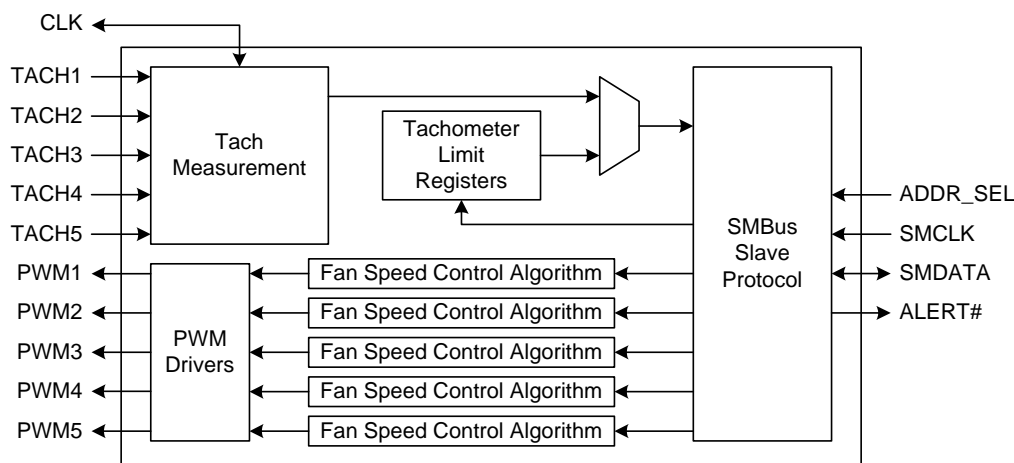 CLK
TACH1
TACH2
TACH3
TACH4
TACH5
Tach
Measurement
Tachometer
Limit
Registers
SMBus
Slave
Protocol
ADDR_SEL
SMCLK
SMDATA
ALERT#
PWM1
PWM2
PWM3
PWM4
PWM5
PWM
Drivers
Fan Speed Control Algorithm
Fan Speed Control Algorithm
Fan Speed Control Algorithm
Fan Speed Control Algorithm
Fan Speed Control Algorithm